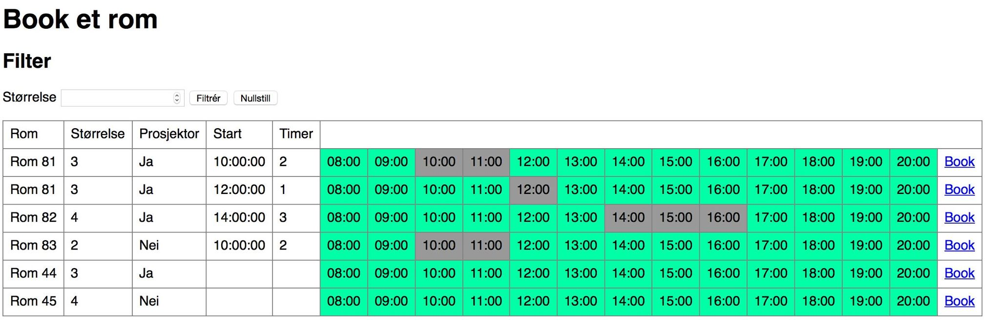 Book et rom
Filter
Størrelse Filtrér Nullstill
Rom Størrelse Prosjektor Start Timer
Rom 81 3 Ja 10:00:00 2 08:00 09:00 10:00 11:00 12:00 13:00 14:00 15:00 16:00 17:00 18:00 19:00 20:00 Book
Rom 81 3 Ja 12:00:00 1 08:00 09:00 10:00 11:00 12:00 13:00 14:00 15:00 16:00 17:00 18:00 19:00 20:00 Book
Rom 82 4 Ja 14:00:00 3 08:00 09:00 10:00 11:00 12:00 13:00 14:00 15:00 16:00 17:00 18:00 19:00 20:00 Book
Rom 83 2 Nei 10:00:00 2 08:00 09:00 10:00 11:00 12:00 13:00 14:00 15:00 16:00 17:00 18:00 19:00 20:00 Book
Rom 44 3 Ja 08:00 09:00 10:00 11:00 12:00 13:00 14:00 15:00 16:00 17:00 18:00 19:00 20:00 Book
Rom 45 4 Nei 08:00 09:00 10:00 11:00 12:00 13:00 14:00 15:00 16:00 17:00 18:00 19:00 20:00 Book